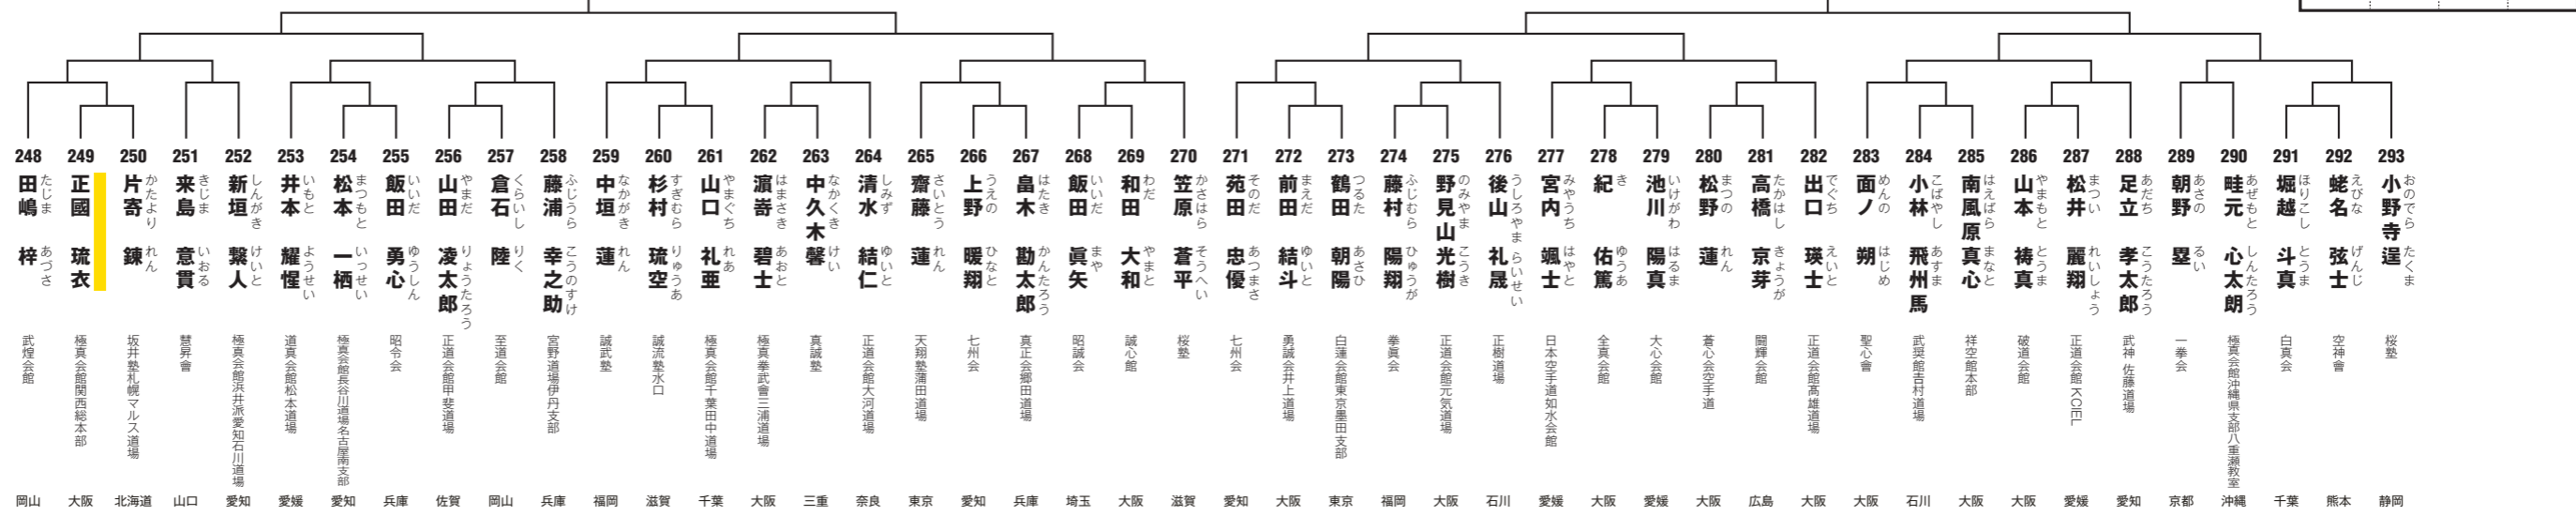 248 田嶋 梓 たじま あづさ 武煌会館 岡山
249 正國 琉衣 極真会館関西総本部 大阪
250 片寄 錬 かたより れん 坂井塾札幌マルス道場 北海道
251 来島 意貫 きじま いおる 慧昇會 山口
252 新垣 繋人 しんがき けいと 極真会館浜井派愛知石川道場 愛知
253 井本 耀惺 いもと ようせい 道真会館松本道場 愛媛
254 松本 一栖 まつもと いっせい 極真会館長谷川道場名古屋南支部 愛知
255 飯田 勇心 いいだ ゆうしん 昭令会 兵庫
256 山田 凌太郎 やまだ りょうたろう 正道会館甲斐道場 佐賀
257 倉石 陸 くらいし りく 至道会館 岡山
258 藤浦 幸之助 ふじうら こうのすけ 宮野道場伊丹支部 兵庫
259 中垣 蓮 なかがき れん 誠武塾 福岡
260 杉村 琉空 すぎむら りゅうあ 誠流塾水口 滋賀
261 山口 礼亜 やまぐち れあ 極真会館千葉田中道場 千葉
262 濵嵜 碧士 はまさき あおと 極真拳武會三浦道場 大阪
263 中久木 馨 なかくき けい 真誠塾 三重
264 清水 結仁 しみず ゆいと 正道会館大河道場 奈良
265 齋藤 蓮 さいとう れん 天翔塾蒲田道場 東京
266 上野 暖翔 うえの ひなと 七州会 愛知
267 畠木 勘太郎 はたき かんたろう 真正会郷田道場 兵庫
268 飯田 眞矢 いいだ まや 昭誠会 埼玉
269 和田 大和 わだ やまと 誠心館 大阪
270 笠原 蒼平 かさはら そうへい 桜塾 滋賀
271 苑田 忠優 そのだ あつまさ 七州会 愛知
272 前田 結斗 まえだ ゆいと 勇誠会井上道場 大阪
273 鶴田 朝陽 つるた あさひ 白蓮会館東京墨田支部 東京
274 藤村 陽翔 ふじむら ひゅうが 拳眞会 福岡
275 野見山 光樹 のみやま こうき 正道会館元気道場 大阪
276 後山 礼晟 うしろやま らいせい 正樹道場 石川
277 宮内 颯士 みやうち はやと 日本空手道如水会館 愛媛
278 紀 佑篤 き ゆうあ 全真会館 大阪
279 池川 陽真 いけがわ はるま 大心会館 愛媛
280 松野 蓮 まつの れん 蒼心会空手道 大阪
281 高橋 京芽 たかはし きょうが 闘輝会館 広島
282 出口 瑛士 でぐち えいと 正道会館髙雄道場 大阪
283 面ノ 朔 めんの はじめ 聖心會 大阪
284 小林 飛州馬 こばやし あすま 武奨館吉村道場 石川
285 南風原 真心 はえばら まなと 祥空館本部 大阪
286 山本 祷真 やまもと とうま 破道会館 大阪
287 松井 麗翔 まつい れいしょう 正道会館 KCIEL 愛媛
288 足立 孝太郎 あだち こうたろう 武神 佐藤道場 愛知
289 朝野 塁 あさの るい 一拳会 京都
290 畦元 心太朗 あぜもと しんたろう 極真会館沖縄県支部八重瀬教室 沖縄
291 堀越 斗真 ほりこし とうま 白真会 千葉
292 蛯名 弦士 えびな げんじ 空神會 熊本
293 小野寺 逞 おのでら たくま 桜塾 静岡